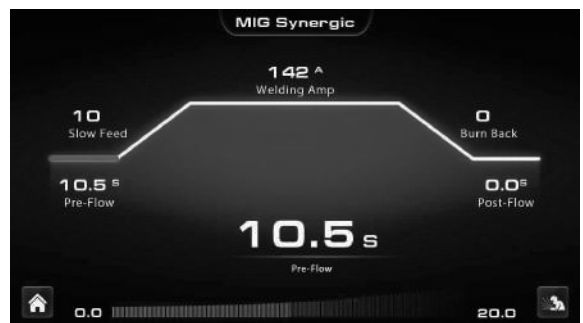 MIG Synergic
142 A
Welding Amp
10
Slow Feed
0
Burn Back
10.5 S
Pre-Flow
0.0S
Post-Flow
10.5 S
Pre-Flow
0.0
20.0